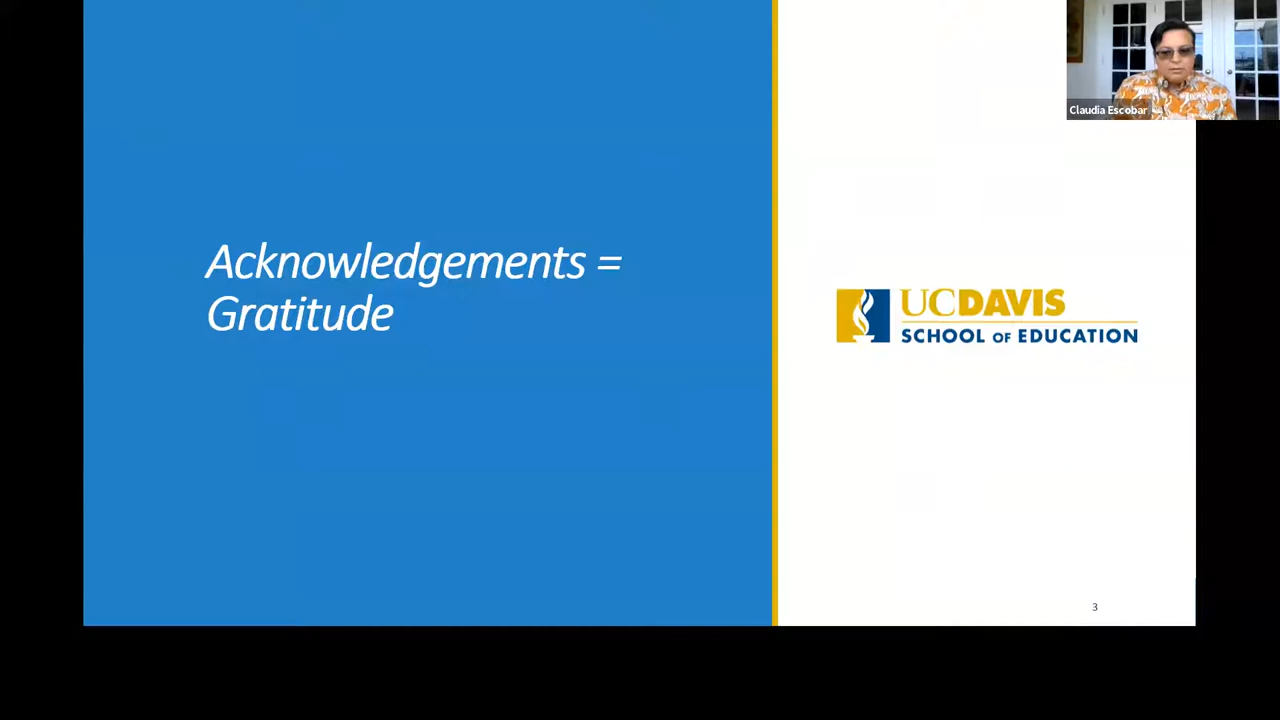 Claudia Escobar
Acknowledgements =
Gratitude
UCDAVIS
SCHOOL OF EDUCATION
3